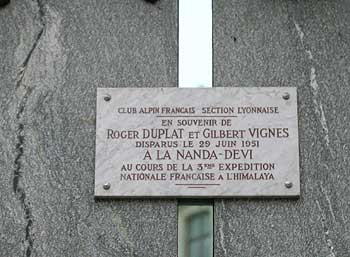 CLUB ALPIN FRANÇAIS SECTION LYONNAISE
EN SOUVENIR DE
ROGER DUPLAT ET GILBERT VIGNES
DISPARUS LE 29 JUIN 1951
A LA NANDA-DEVI
AU COURS DE LA 3EME EXPEDITION
NATIONALE FRANÇAISE A L'HIMALAYA